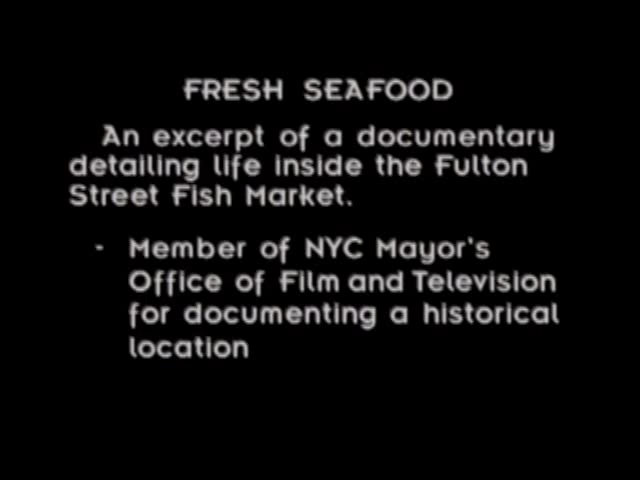 FRESH SEAFOOD
An excerpt of a documentary
detailing life inside the Fulton
Street Fish Market.
- Member of NYC Mayor's
Office of Film and Television
for documenting a historical
location